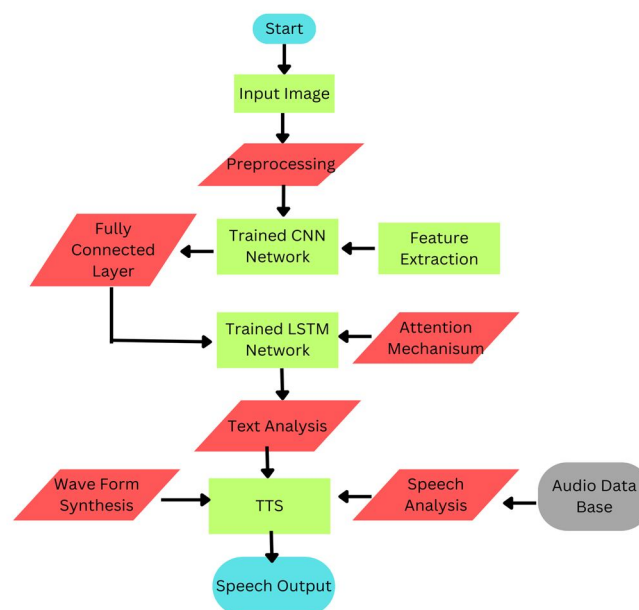 Start
Input Image
Preprocessing
Fully
Connected
Layer
Trained CNN
Network
Feature
Extraction
Trained LSTM
Network
Attention
Mechanisum
Text Analysis
Wave Form
Synthesis
TTS
Speech
Analysis
Audio Data
Base
Speech Output